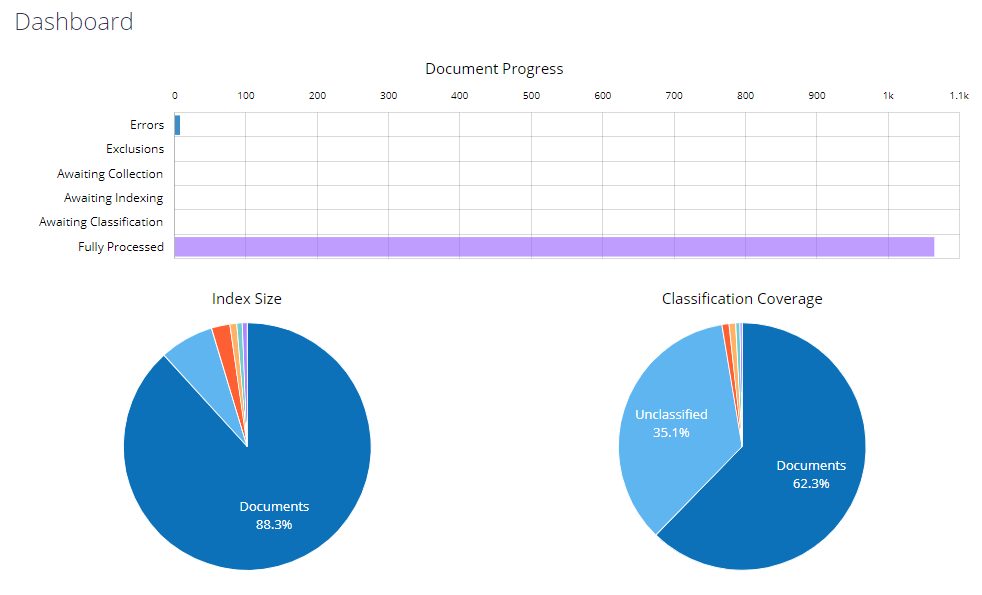 Dashboard
Document Progress
0 100 200 300 400 500 600 700 800 900 1k 1.1k
Errors
Exclusions
Awaiting Collection
Awaiting Indexing
Awaiting Classification
Fully Processed
Index Size
Documents
88.3%
Classification Coverage
Unclassified
35.1%
Documents
62.3%